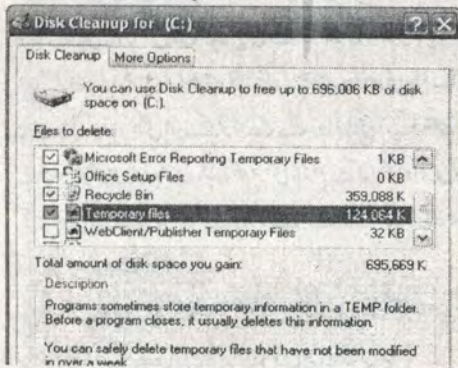 Disk Cleanup for (C:)
Disk Cleanup More Options
You can use Disk Cleanup to free up to 696,006 KB of disk
space on (C:).
Files to delete:
Microsoft Error Reporting Temporary Files 1 KB
Office Setup Files 0 KB
Recycle Bin 359,088 K
Temporary files 124,064 K
WebClient/Publisher Temporary Files 32 KB
Total amount of disk space you gain: 695,669 K
Description
Programs sometimes store temporary information in a TEMP folder.
Before a program closes, it usually deletes this information.
You can safely delete temporary files that have not been modified
in over a week